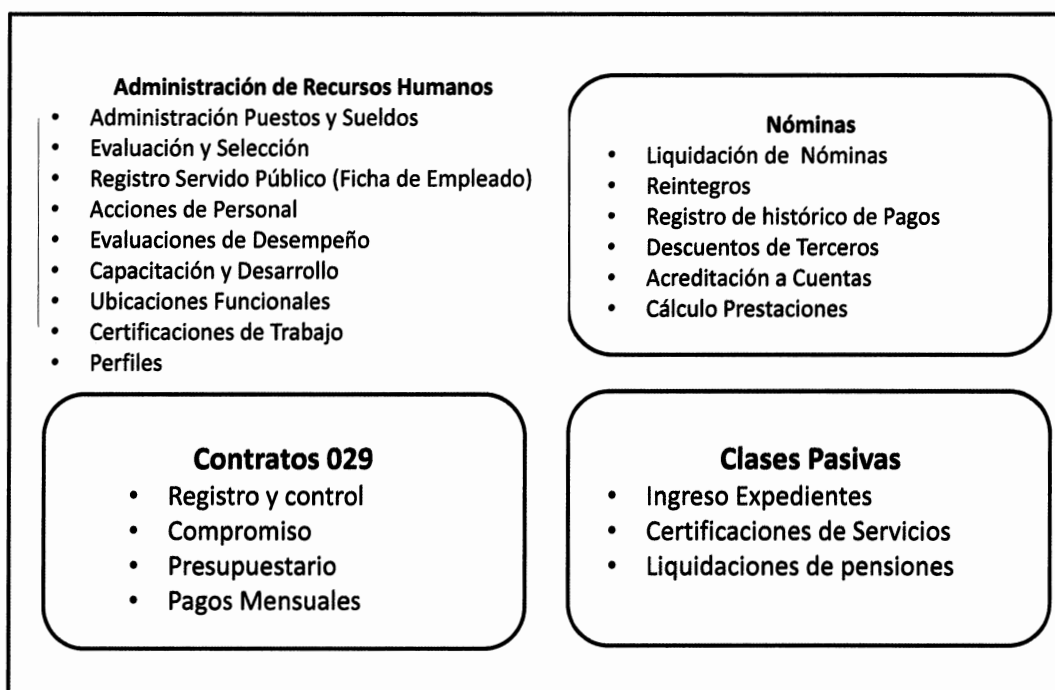 Administración de Recursos Humanos
• Administración Puestos y Sueldos
• Evaluación y Selección
• Registro Servido Público (Ficha de Empleado)
• Acciones de Personal
• Evaluaciones de Desempeño
• Capacitación y Desarrollo
• Ubicaciones Funcionales
• Certificaciones de Trabajo
• Perfiles
Nóminas
• Liquidación de Nóminas
• Reintegros
• Registro de histórico de Pagos
• Descuentos de Terceros
• Acreditación a Cuentas
• Cálculo Prestaciones
Contratos 029
• Registro y control
• Compromiso
• Presupuestario
• Pagos Mensuales
Clases Pasivas
• Ingreso Expedientes
• Certificaciones de Servicios
• Liquidaciones de pensiones